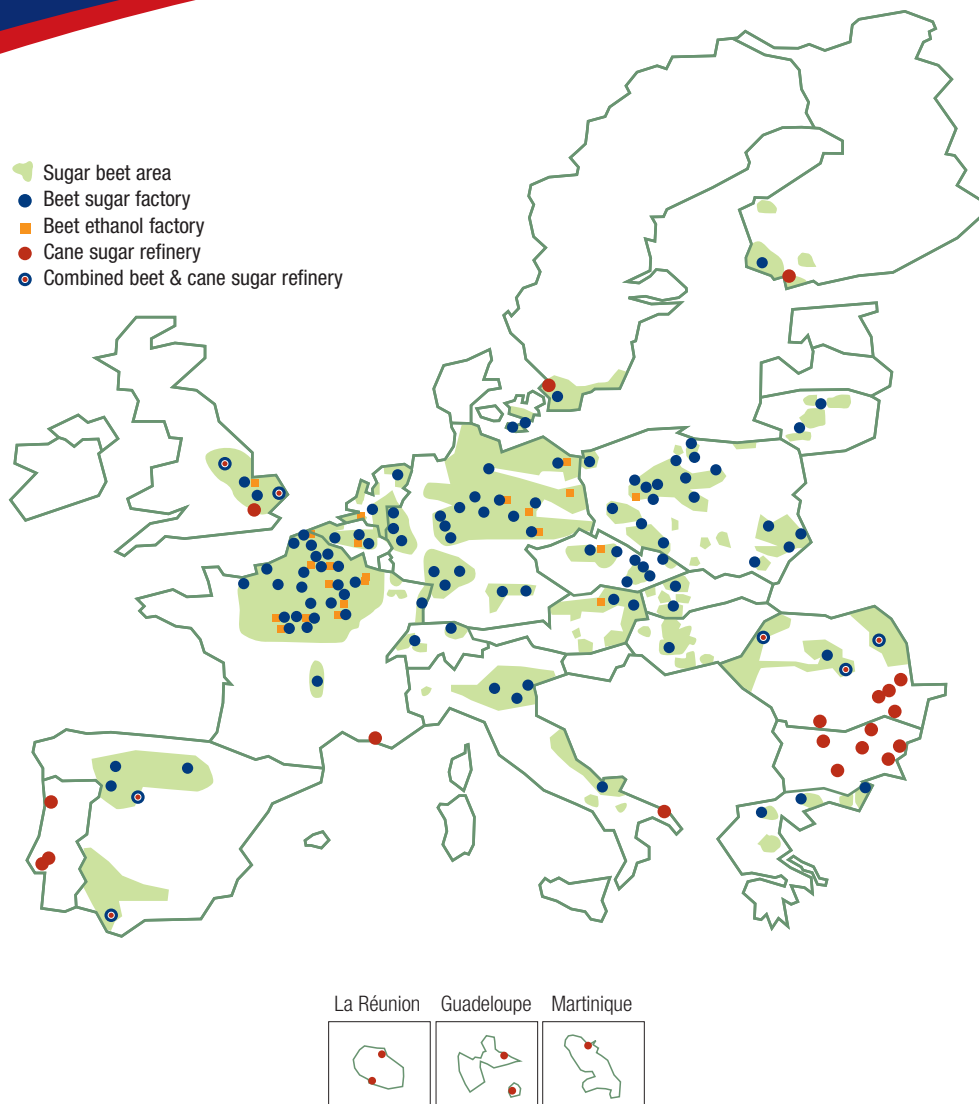 Sugar beet area
Beet sugar factory
Beet ethanol factory
Cane sugar refinery
Combined beet & cane sugar refinery
La Réunion
Guadeloupe
Martinique